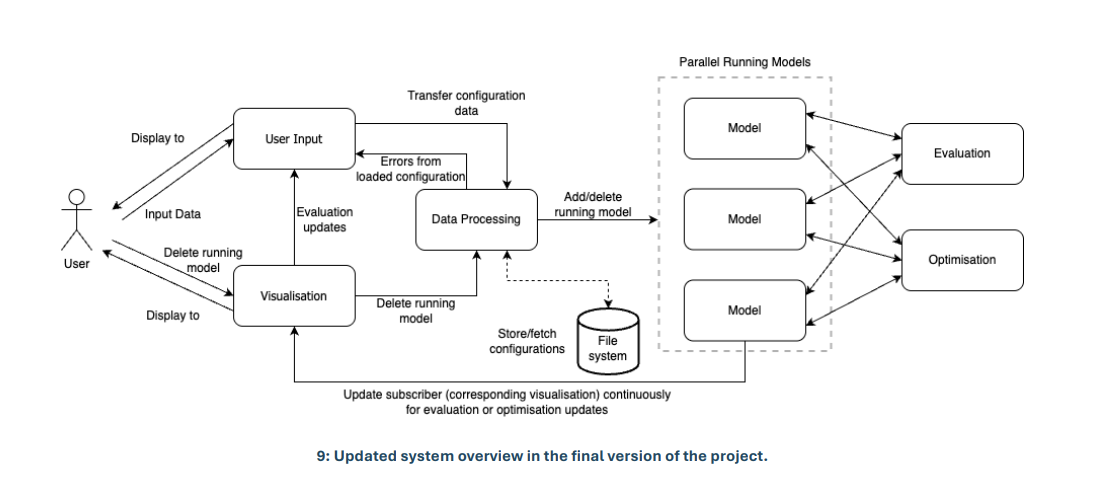 Parallel Running Models
Transfer configuration
data
Display to
User Input
Model
Evaluation
Errors from
loaded configuration
Input Data
Evaluation
updates
Data Processing
Add/delete
running model
Model
User
Delete running
model
Optimisation
Visualisation
Delete running
model
Model
Display to
Store/fetch
configurations
File
system
Update subscriber (corresponding visualisation) continuously
for evaluation or optimisation updates
9: Updated system overview in the final version of the project.